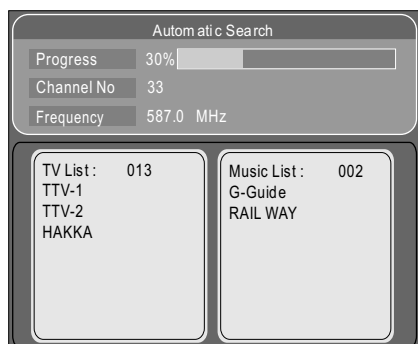 Automatic Search
Progress 30%
Channel No 33
Frequency 587.0 MHz
TV List : 013
TTV-1
TTV-2
HAKKA
Music List : 002
G-Guide
RAIL WAY